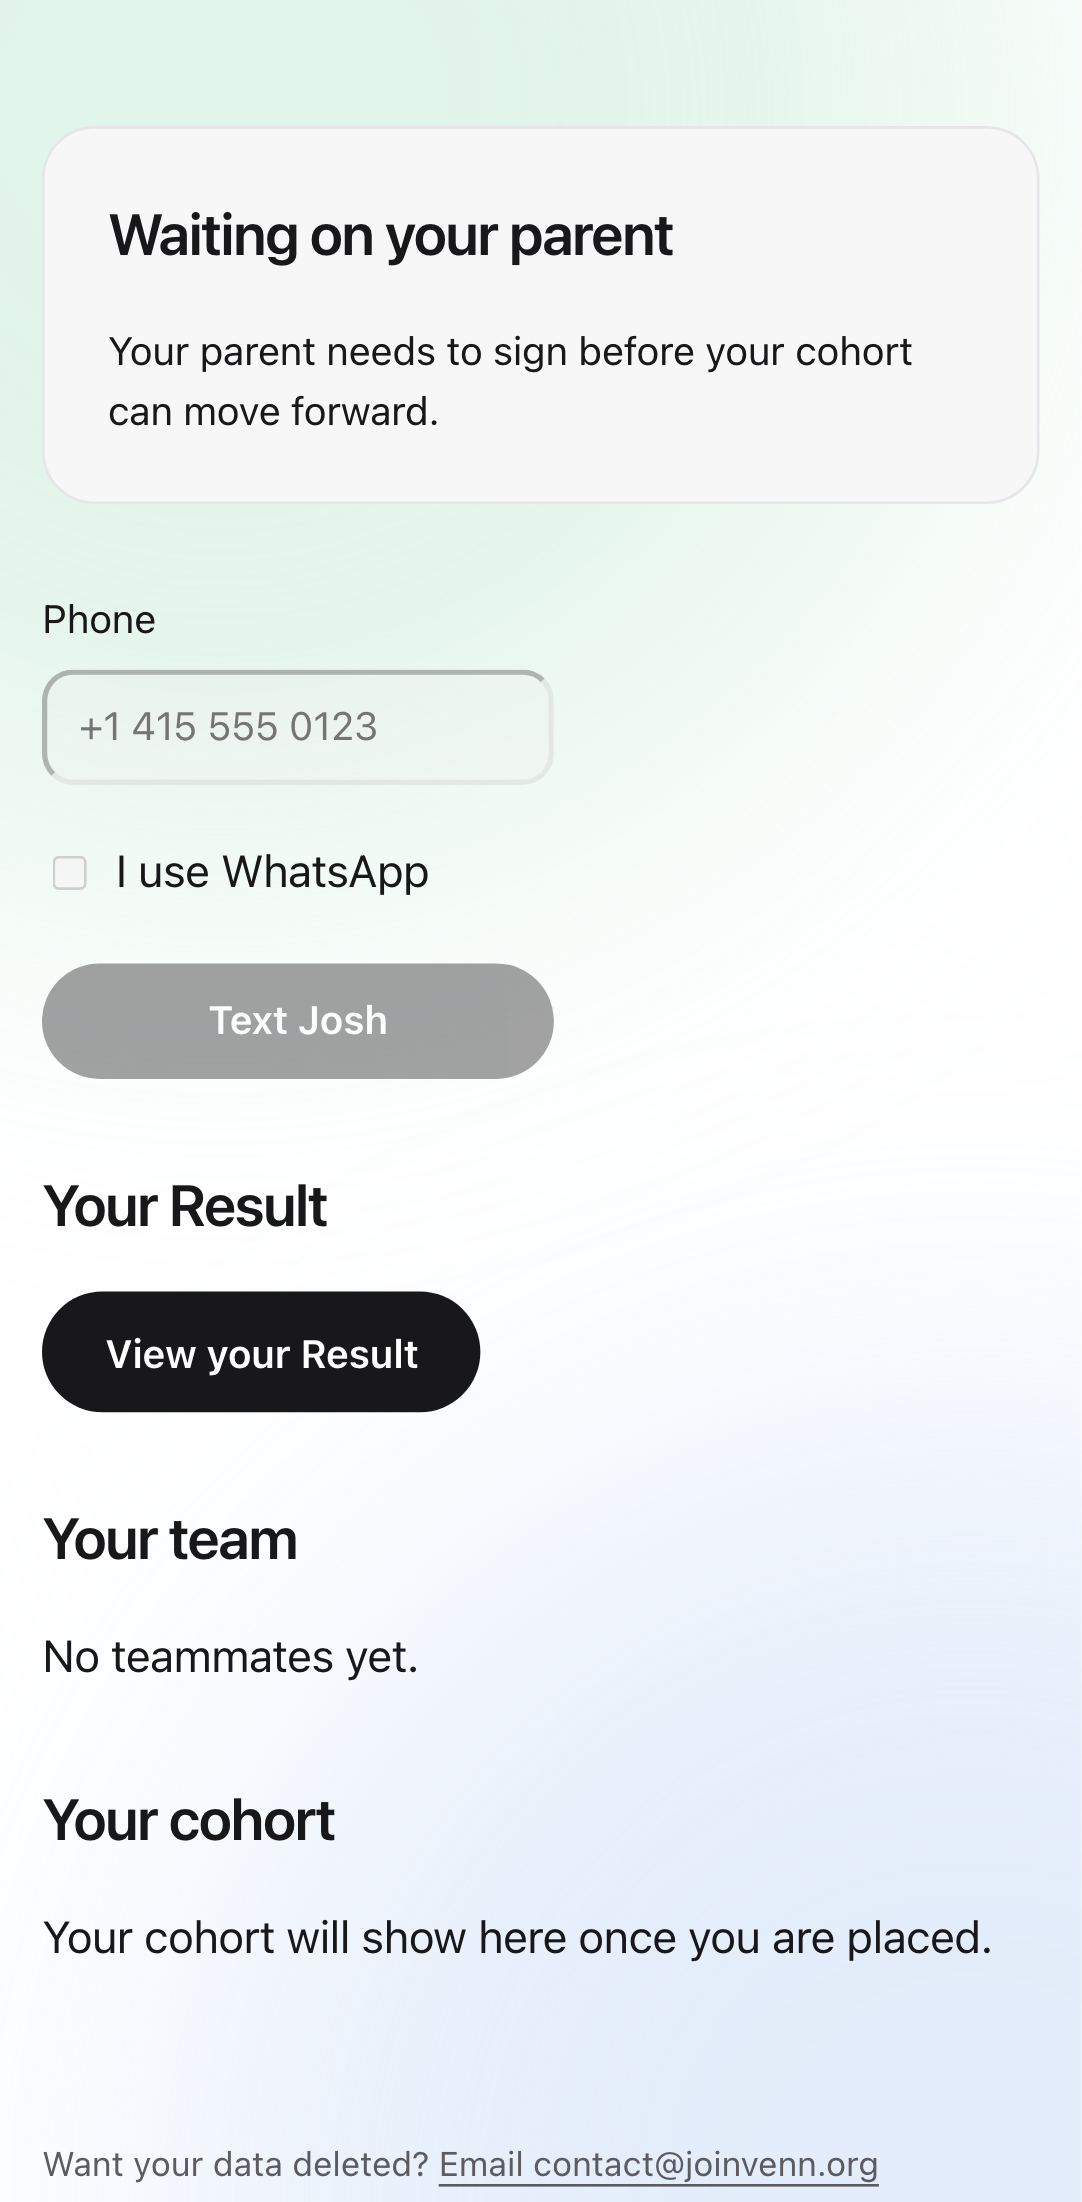 Waiting on your parent
Your parent needs to sign before your cohort
can move forward.
Phone
+1 415 555 0123
I use WhatsApp
Text Josh
Your Result
View your Result
Your team
No teammates yet.
Your cohort
Your cohort will show here once you are placed.
Want your data deleted? Email contact@joinvenn.org